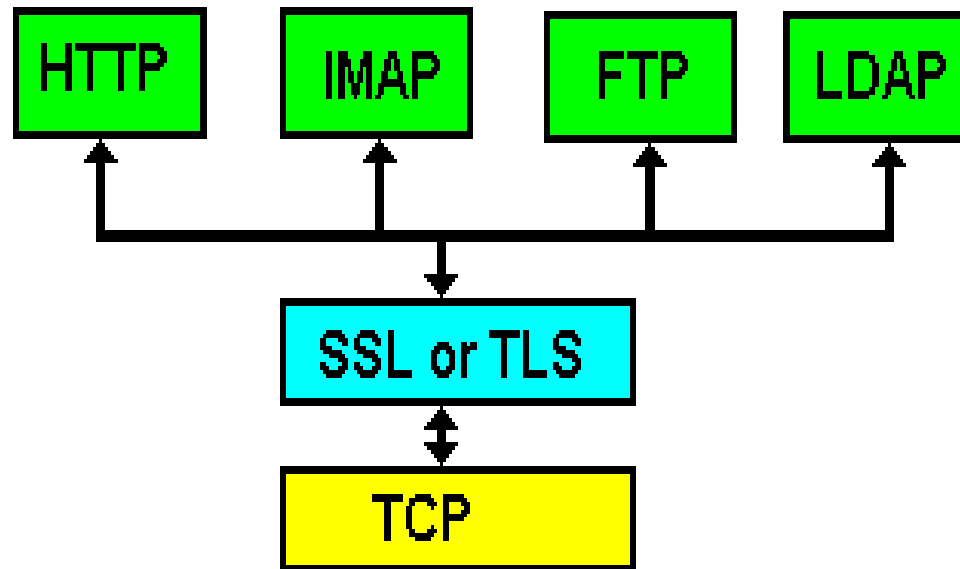 HTTP
IMAP
FTP
LDAP
SSL or TLS
TCP